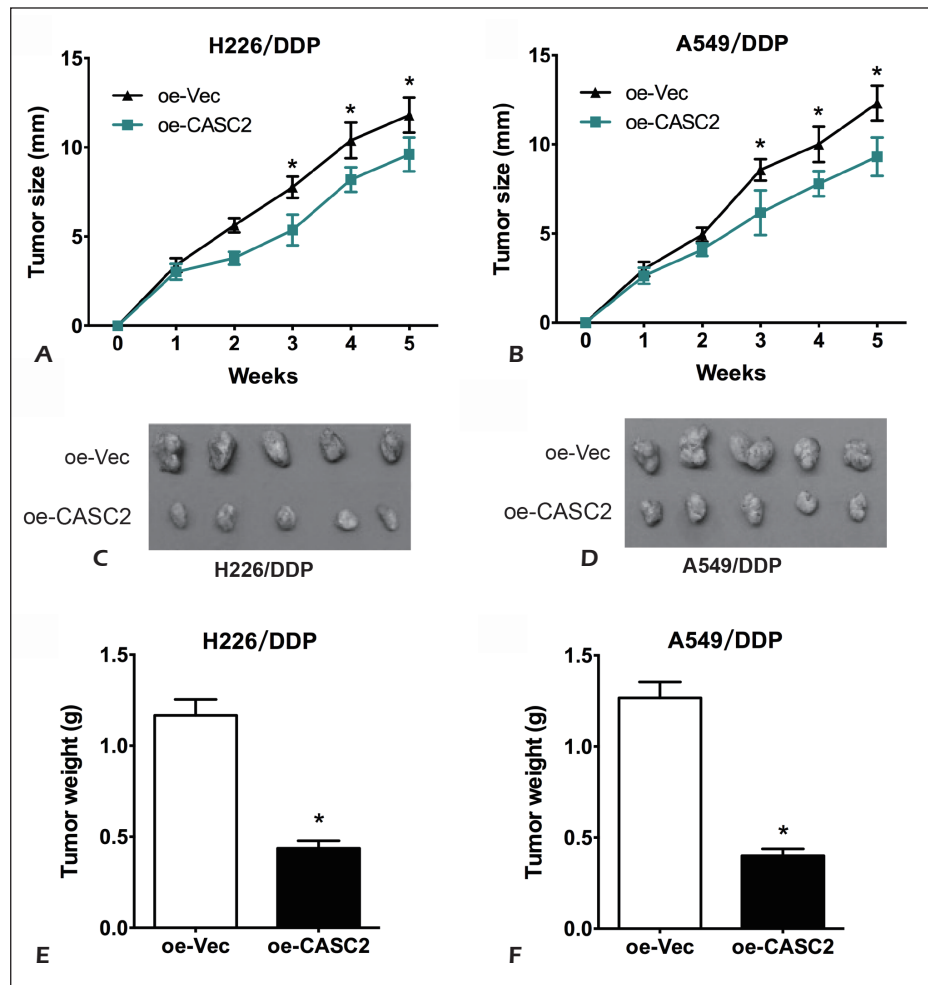 H226/DDP
15
10
5
0
Tumor size (mm)
oe-Vec
oe-CASC2
*
*
*
0 1 2 3 4 5
Weeks
A
A549/DDP
15
10
5
0
Tumor size (mm)
oe-Vec
oe-CASC2
*
*
*
0 1 2 3 4 5
Weeks
B
oe-Vec
oe-CASC2
C
H226/DDP
oe-Vec
oe-CASC2
D
A549/DDP
H226/DDP
1.5
1.0
0.5
0.0
Tumor weight (g)
*
oe-Vec oe-CASC2
E
A549/DDP
1.5
1.0
0.5
0.0
Tumor weight (g)
*
oe-Vec oe-CASC2
F